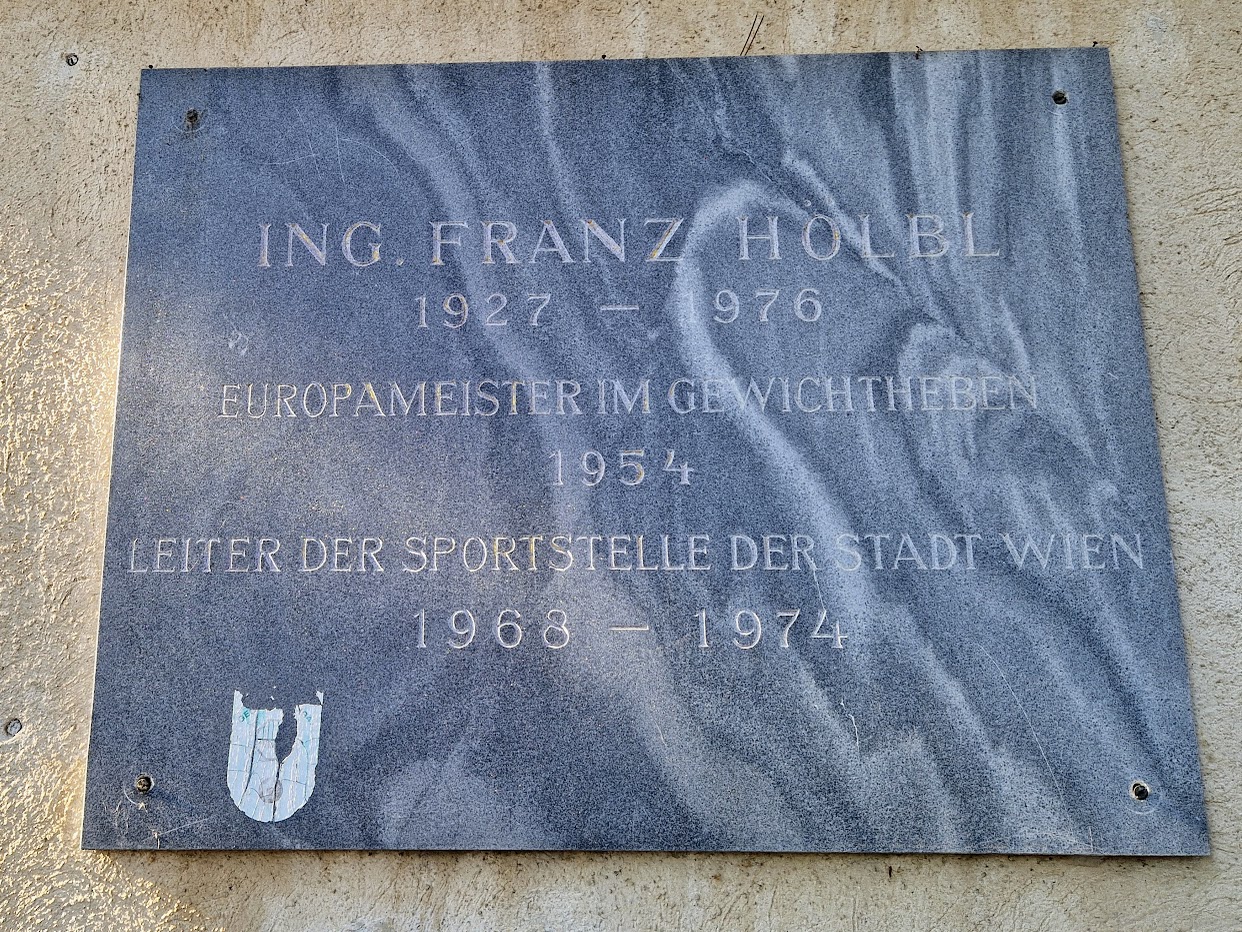 ING. FRANZ HÖLBL
1927 – 1976
EUROPAMEISTER IM GEWICHTHEBEN
1954
LEITER DER SPORTSTELLE DER STADT WIEN
1968 – 1974